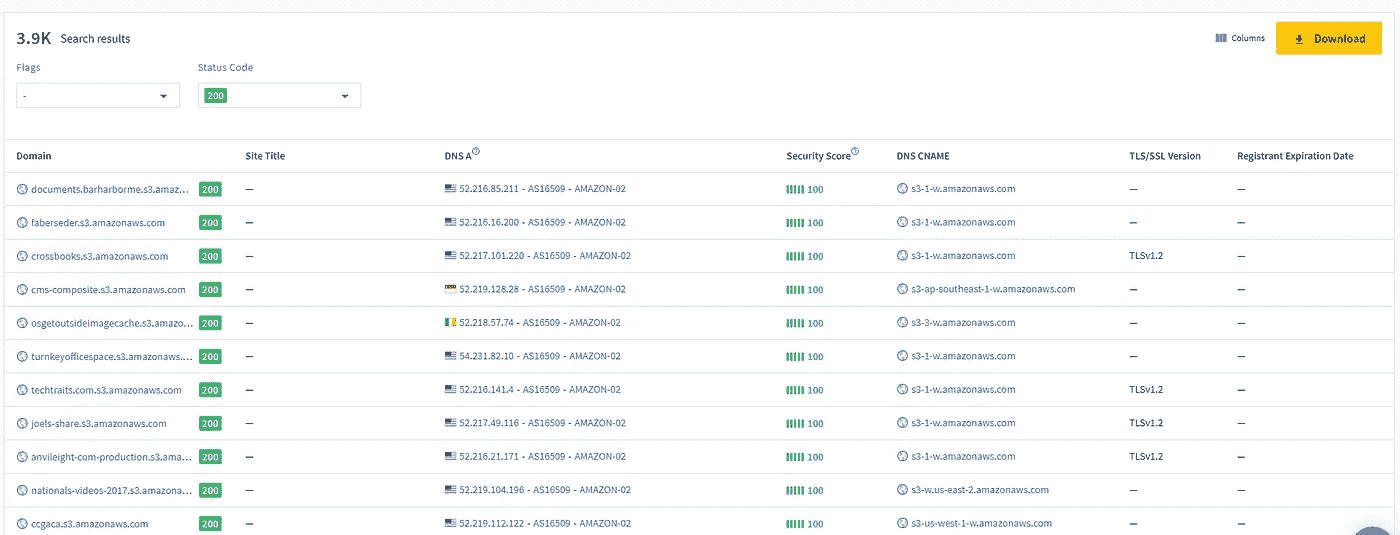 3.9K Search results Columns Download
Flags Status Code
- 200
Domain Site Title DNS A Security Score DNS CNAME TLS/SSL Version Registrant Expiration Date
documents.barharborme.s3.amaz... 200 — 52.216.85.211 - AS16509 - AMAZON-02 100 s3-1-w.amazonaws.com — —
faberseder.s3.amazonaws.com 200 — 52.216.16.200 - AS16509 - AMAZON-02 100 s3-1-w.amazonaws.com — —
crossbooks.s3.amazonaws.com 200 — 52.217.101.220 - AS16509 - AMAZON-02 100 s3-1-w.amazonaws.com TLSv1.2 —
cms-composite.s3.amazonaws.com 200 — 52.219.128.28 - AS16509 - AMAZON-02 100 s3-ap-southeast-1-w.amazonaws.com — —
osgetoutsideimagecache.s3.amazo... 200 — 52.218.57.74 - AS16509 - AMAZON-02 100 s3-3-w.amazonaws.com — —
turnkeyofficespace.s3.amazonaws.... 200 — 54.231.82.10 - AS16509 - AMAZON-02 100 s3-1-w.amazonaws.com — —
techtraits.com.s3.amazonaws.com 200 — 52.216.141.4 - AS16509 - AMAZON-02 100 s3-1-w.amazonaws.com TLSv1.2 —
joels-share.s3.amazonaws.com 200 — 52.217.49.116 - AS16509 - AMAZON-02 100 s3-1-w.amazonaws.com TLSv1.2 —
anvileight-com-production.s3.ama... 200 — 52.216.21.171 - AS16509 - AMAZON-02 100 s3-1-w.amazonaws.com TLSv1.2 —
nationals-videos-2017.s3.amazona... 200 — 52.219.104.196 - AS16509 - AMAZON-02 100 s3-w.us-east-2.amazonaws.com — —
ccgaca.s3.amazonaws.com 200 — 52.219.112.122 - AS16509 - AMAZON-02 100 s3-us-west-1-w.amazonaws.com — —